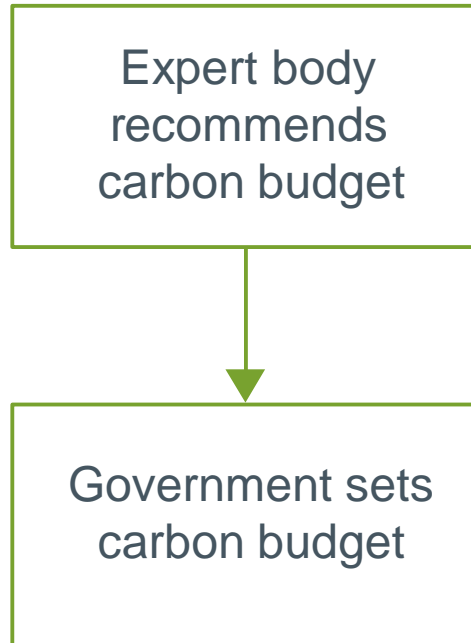 Expert body
recommends
carbon budget
Government sets
carbon budget